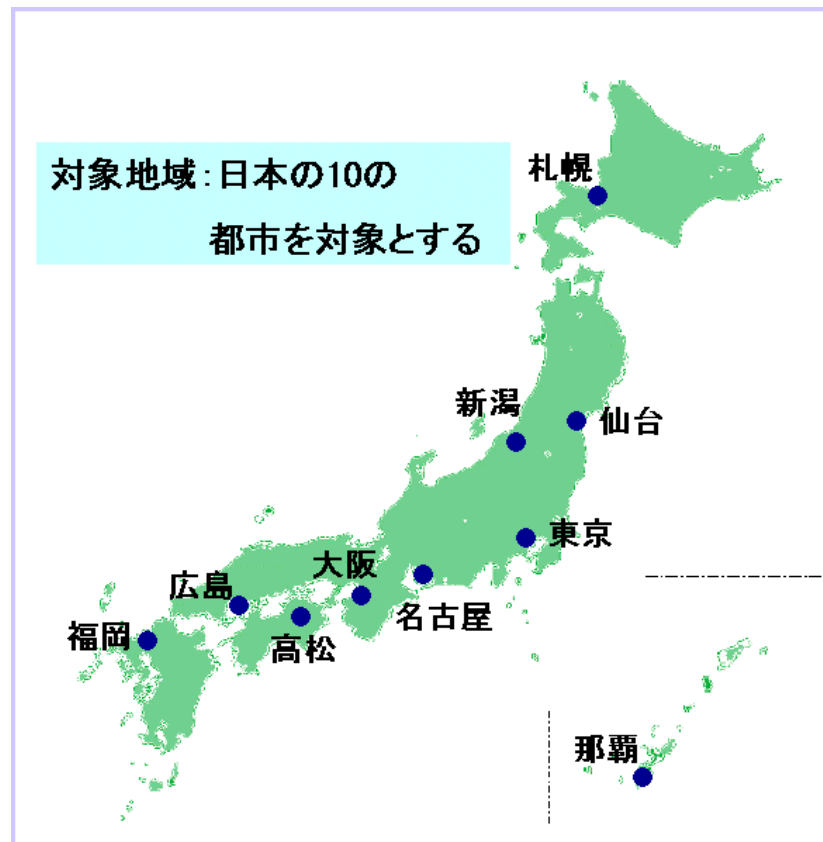 対象地域：日本の10の
都市を対象とする
札幌
新潟
仙台
東京
大阪
広島
名古屋
福岡
高松
那覇